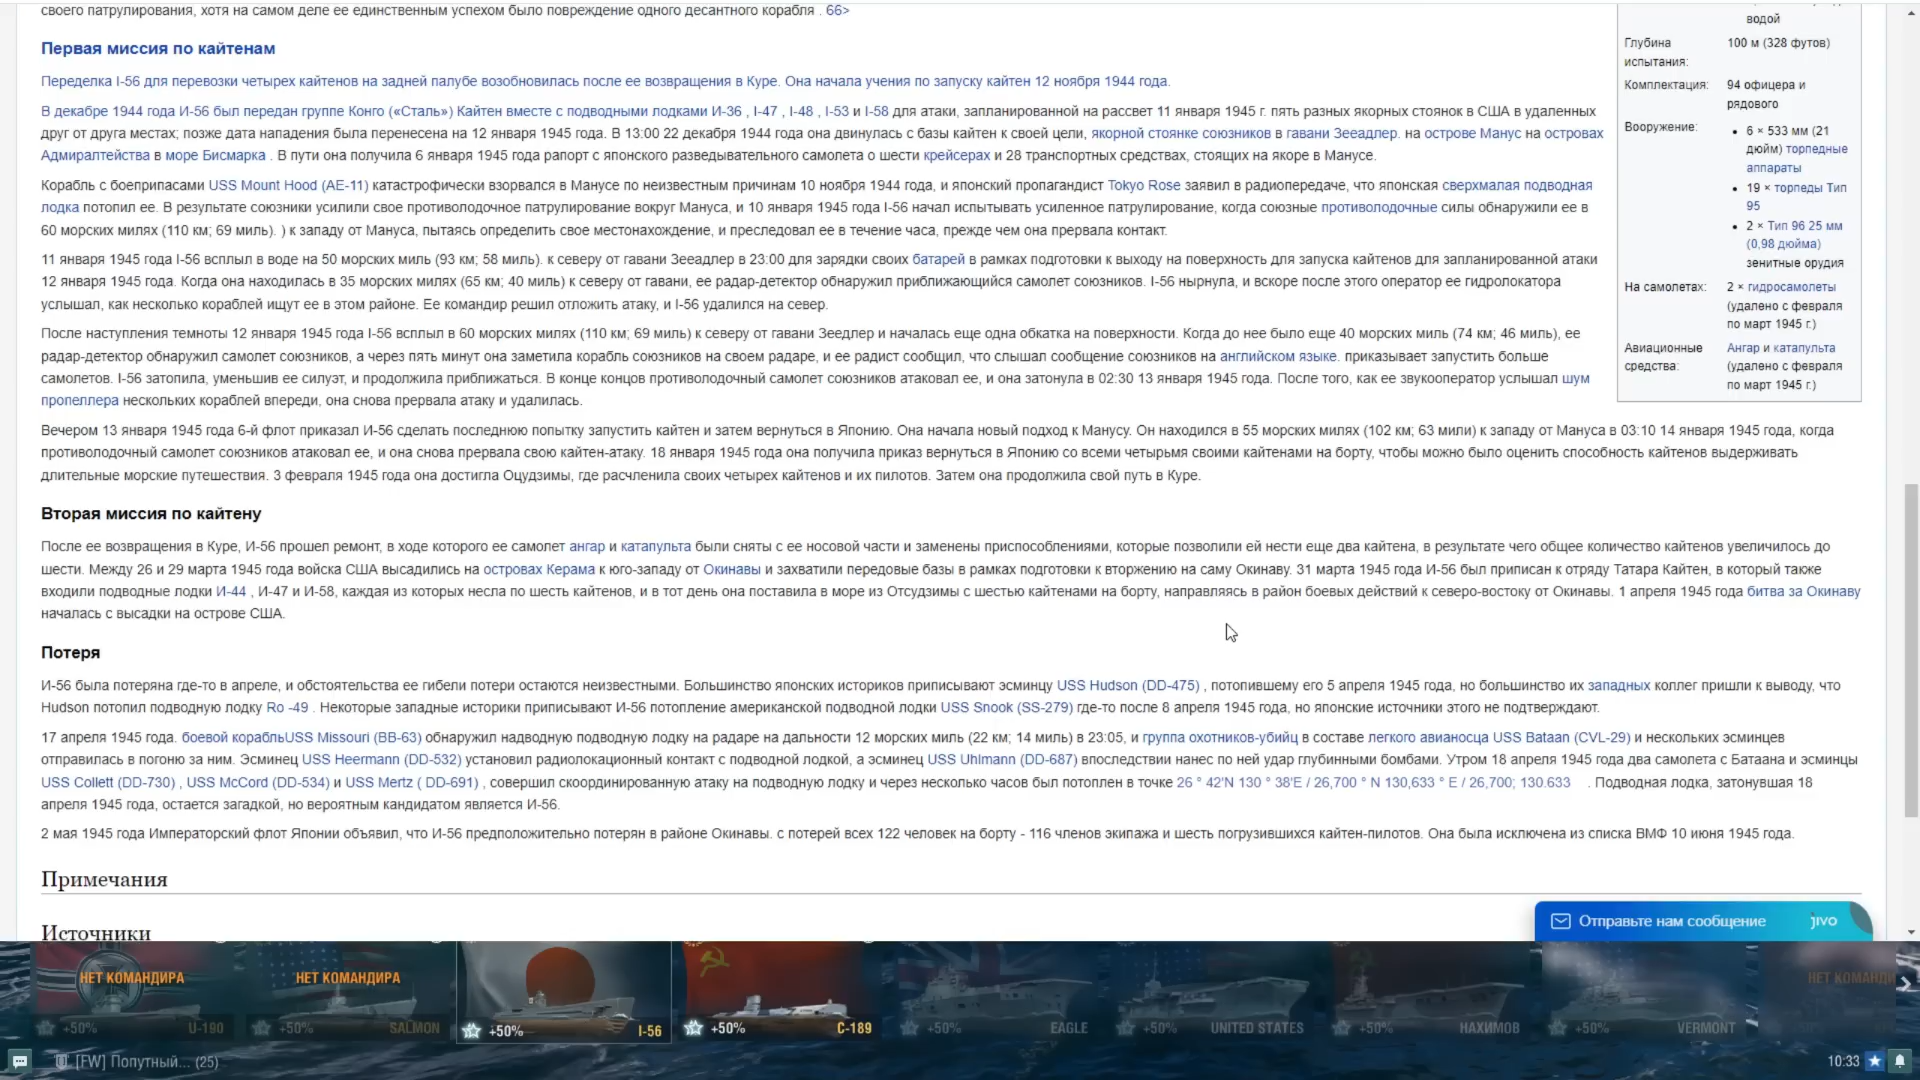 своего патрулирования, хотя на самом деле ее единственным успехом было повреждение одного десантного корабля . 66>
Первая миссия по кайтенам
Переделка I-56 для перевозки четырех кайтенов на задней палубе возобновилась после ее возвращения в Куре. Она начала учения по запуску кайтен 12 ноября 1944 года.
В декабре 1944 года И-56 был передан группе Конго («Сталь») Кайтен вместе с подводными лодками И-36 , I-47 , I-48 , I-53 и I-58 для атаки, запланированной на рассвет 11 января 1945 г. пять разных якорных стоянок в США в удаленных
друг от друга местах; позже дата нападения была перенесена на 12 января 1945 года. В 13:00 22 декабря 1944 года она двинулась с базы кайтен к своей цели, якорной стоянке союзников в гавани Зееадлер. на острове Манус на островах
Адмиралтейства в море Бисмарка . В пути она получила 6 января 1945 года рапорт с японского разведывательного самолета о шести крейсерах и 28 транспортных средствах, стоящих на якоре в Манусе.
Корабль с боеприпасами USS Mount Hood (AE-11) катастрофически взорвался в Манусе по неизвестным причинам 10 ноября 1944 года, и японский пропагандист Tokyo Rose заявил в радиопередаче, что японская сверхмалая подводная
лодка потопил ее. В результате союзники усилили свое противолодочное патрулирование вокруг Мануса, и 10 января 1945 года I-56 начал испытывать усиленное патрулирование, когда союзные противолодочные силы обнаружили ее в
60 морских милях (110 км; 69 миль). ) к западу от Мануса, пытаясь определить свое местонахождение, и преследовал ее в течение часа, прежде чем она прервала контакт.
11 января 1945 года I-56 всплыл в воде на 50 морских миль (93 км; 58 миль). к северу от гавани Зееадлер в 23:00 для зарядки своих батарей в рамках подготовки к выходу на поверхность для запуска кайтенов для запланированной атаки
12 января 1945 года. Когда она находилась в 35 морских милях (65 км; 40 миль) к северу от гавани, ее радар-детектор обнаружил приближающийся самолет союзников. I-56 нырнула, и вскоре после этого оператор ее гидролокатора
услышал, как несколько кораблей ищут ее в этом районе. Ее командир решил отложить атаку, и I-56 удалился на север.
После наступления темноты 12 января 1945 года I-56 всплыл в 60 морских милях (110 км; 69 миль) к северу от гавани Зеедлер и началась еще одна обкатка на поверхности. Когда до нее было еще 40 морских миль (74 км; 46 миль), ее
радар-детектор обнаружил самолет союзников, а через пять минут она заметила корабль союзников на своем радаре, и ее радист сообщил, что слышал сообщение союзников на английском языке. приказывает запустить больше
самолетов. I-56 затопила, уменьшив ее силуэт, и продолжила приближаться. В конце концов противолодочный самолет союзников атаковал ее, и она затонула в 02:30 13 января 1945 года. После того, как ее звукооператор услышал шум
пропеллера нескольких кораблей впереди, она снова прервала атаку и удалилась.
Вечером 13 января 1945 года 6-й флот приказал И-56 сделать последнюю попытку запустить кайтен и затем вернуться в Японию. Она начала новый подход к Манусу. Он находился в 55 морских милях (102 км; 63 мили) к западу от Мануса в 03:10 14 января 1945 года, когда
противолодочный самолет союзников атаковал ее, и она снова прервала свою кайтен-атаку. 18 января 1945 года она получила приказ вернуться в Японию со всеми четырьмя своими кайтенами на борту, чтобы можно было оценить способность кайтенов выдерживать
длительные морские путешествия. 3 февраля 1945 года она достигла Оцудзимы, где расчленила своих четырех кайтенов и их пилотов. Затем она продолжила свой путь в Куре.
Вторая миссия по кайтену
После ее возвращения в Куре, И-56 прошел ремонт, в ходе которого ее самолет ангар и катапульта были сняты с ее носовой части и заменены приспособлениями, которые позволили ей нести еще два кайтена, в результате чего общее количество кайтенов увеличилось до
шести. Между 26 и 29 марта 1945 года войска США высадились на островах Керама к юго-западу от Окинавы и захватили передовые базы в рамках подготовки к вторжению на саму Окинаву. 31 марта 1945 года И-56 был приписан к отряду Татара Кайтен, в который также
входили подводные лодки И-44 , И-47 и И-58, каждая из которых несла по шесть кайтенов, и в тот день она поставила в море из Отсудзимы с шестью кайтенами на борту, направляясь в район боевых действий к северо-востоку от Окинавы. 1 апреля 1945 года битва за Окинаву
началась с высадки на острове США.
Потеря
И-56 была потеряна где-то в апреле, и обстоятельства ее гибели потери остаются неизвестными. Большинство японских историков приписывают эсминцу USS Hudson (DD-475) , потопившему его 5 апреля 1945 года, но большинство их западных коллег пришли к выводу, что
Hudson потопил подводную лодку Ro -49 . Некоторые западные историки приписывают И-56 потопление американской подводной лодки USS Snook (SS-279) где-то после 8 апреля 1945 года, но японские источники этого не подтверждают.
17 апреля 1945 года. боевой корабльUSS Missouri (BB-63) обнаружил надводную подводную лодку на радаре на дальности 12 морских миль (22 км; 14 миль) в 23:05, и группа охотников-убийц в составе легкого авианосца USS Bataan (CVL-29) и нескольких эсминцев
отправилась в погоню за ним. Эсминец USS Heermann (DD-532) установил радиолокационный контакт с подводной лодкой, а эсминец USS Uhlmann (DD-687) впоследствии нанес по ней удар глубинными бомбами. Утром 18 апреля 1945 года два самолета с Батаана и эсминцы
USS Collett (DD-730) , USS McCord (DD-534) и USS Mertz ( DD-691) , совершил скоординированную атаку на подводную лодку и через несколько часов был потоплен в точке 26 ° 42′N 130 ° 38′E / 26,700 ° N 130,633 ° E / 26,700; 130.633 . Подводная лодка, затонувшая 18
апреля 1945 года, остается загадкой, но вероятным кандидатом является И-56.
2 мая 1945 года Императорский флот Японии объявил, что И-56 предположительно потерян в районе Окинавы. с потерей всех 122 человек на борту - 116 членов экипажа и шесть погрузившихся кайтен-пилотов. Она была исключена из списка ВМФ 10 июня 1945 года.
Примечания
Источники
водой
Глубина 100 м (328 футов)
испытания:
Комплектация: 94 офицера и
рядового
Вооружение: • 6 × 533 мм (21
дюйм) торпедные
аппараты
• 19 × торпеды Тип
95
• 2 × Тип 96 25 мм
(0,98 дюйма)
зенитные орудия
На самолетах: 2 × гидросамолеты
(удалено с февраля
по март 1945 г.)
Авиационные Ангар и катапульта
средства: (удалено с февраля
по март 1945 г.)
Отправьте нам сообщение jivo
НЕТ КОМАНДИРА НЕТ КОМАНДИРА НЕТ КОМАНДИ
+50% U-190 +50% SALMON +50% I-56 +50% С-189 +50% EAGLE +50% UNITED STATES +50% НАХИМОВ +50% VERMONT
[FW] Попутный... (25) 10:33